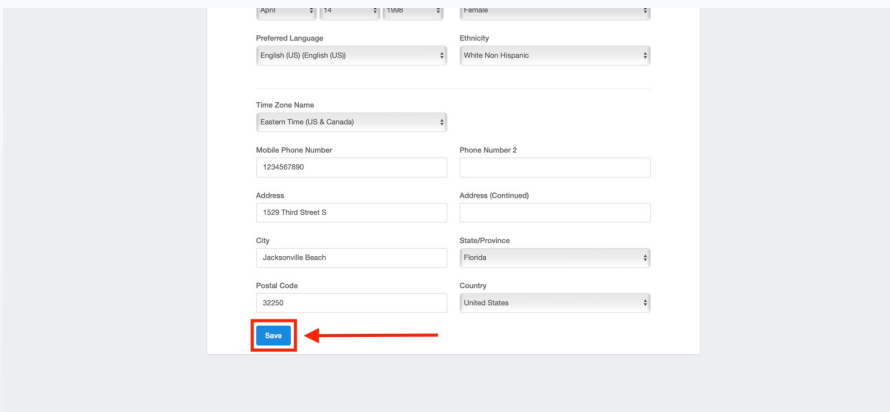 April 14 1998 Female
Preferred Language Ethnicity
English (US) (English (US)) White Non Hispanic
Time Zone Name
Eastern Time (US & Canada)
Mobile Phone Number Phone Number 2
1234567890
Address Address (Continued)
1529 Third Street S
City State/Province
Jacksonville Beach Florida
Postal Code Country
32250 United States
Save